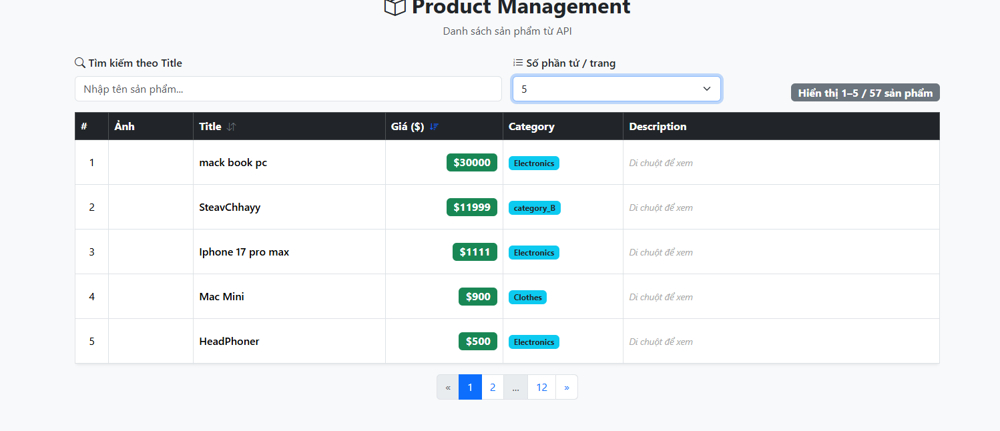 Product Management
Danh sách sản phẩm từ API
Tìm kiếm theo Title
Số phần tử / trang
Nhập tên sản phẩm...
5
Hiển thị 1–5 / 57 sản phẩm
# Ảnh Title Giá ($) Category Description
1 mack book pc $30000 Electronics Di chuột để xem
2 SteavChhayy $11999 category_B Di chuột để xem
3 Iphone 17 pro max $1111 Electronics Di chuột để xem
4 Mac Mini $900 Clothes Di chuột để xem
5 HeadPhoner $500 Electronics Di chuột để xem
« 1 2 ... 12 »